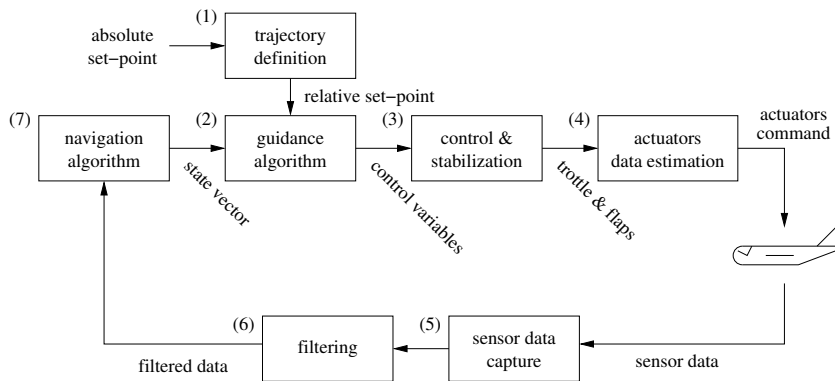 (1)
absolute
set-point
trajectory
definition
relative set-point
(7)
navigation
algorithm
(2)
guidance
algorithm
(3)
control &
stabilization
(4)
actuators
data estimation
actuators
command
state vector
control variables
trottle & flaps
(6)
filtering
(5)
sensor data
capture
filtered data
sensor data